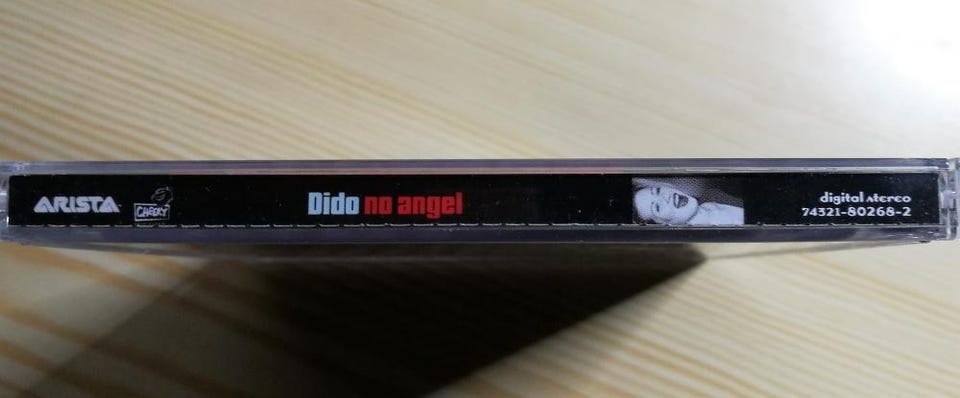 ARISTA
CHEEKY
Dido no angel
digital stereo
74321-80268-2